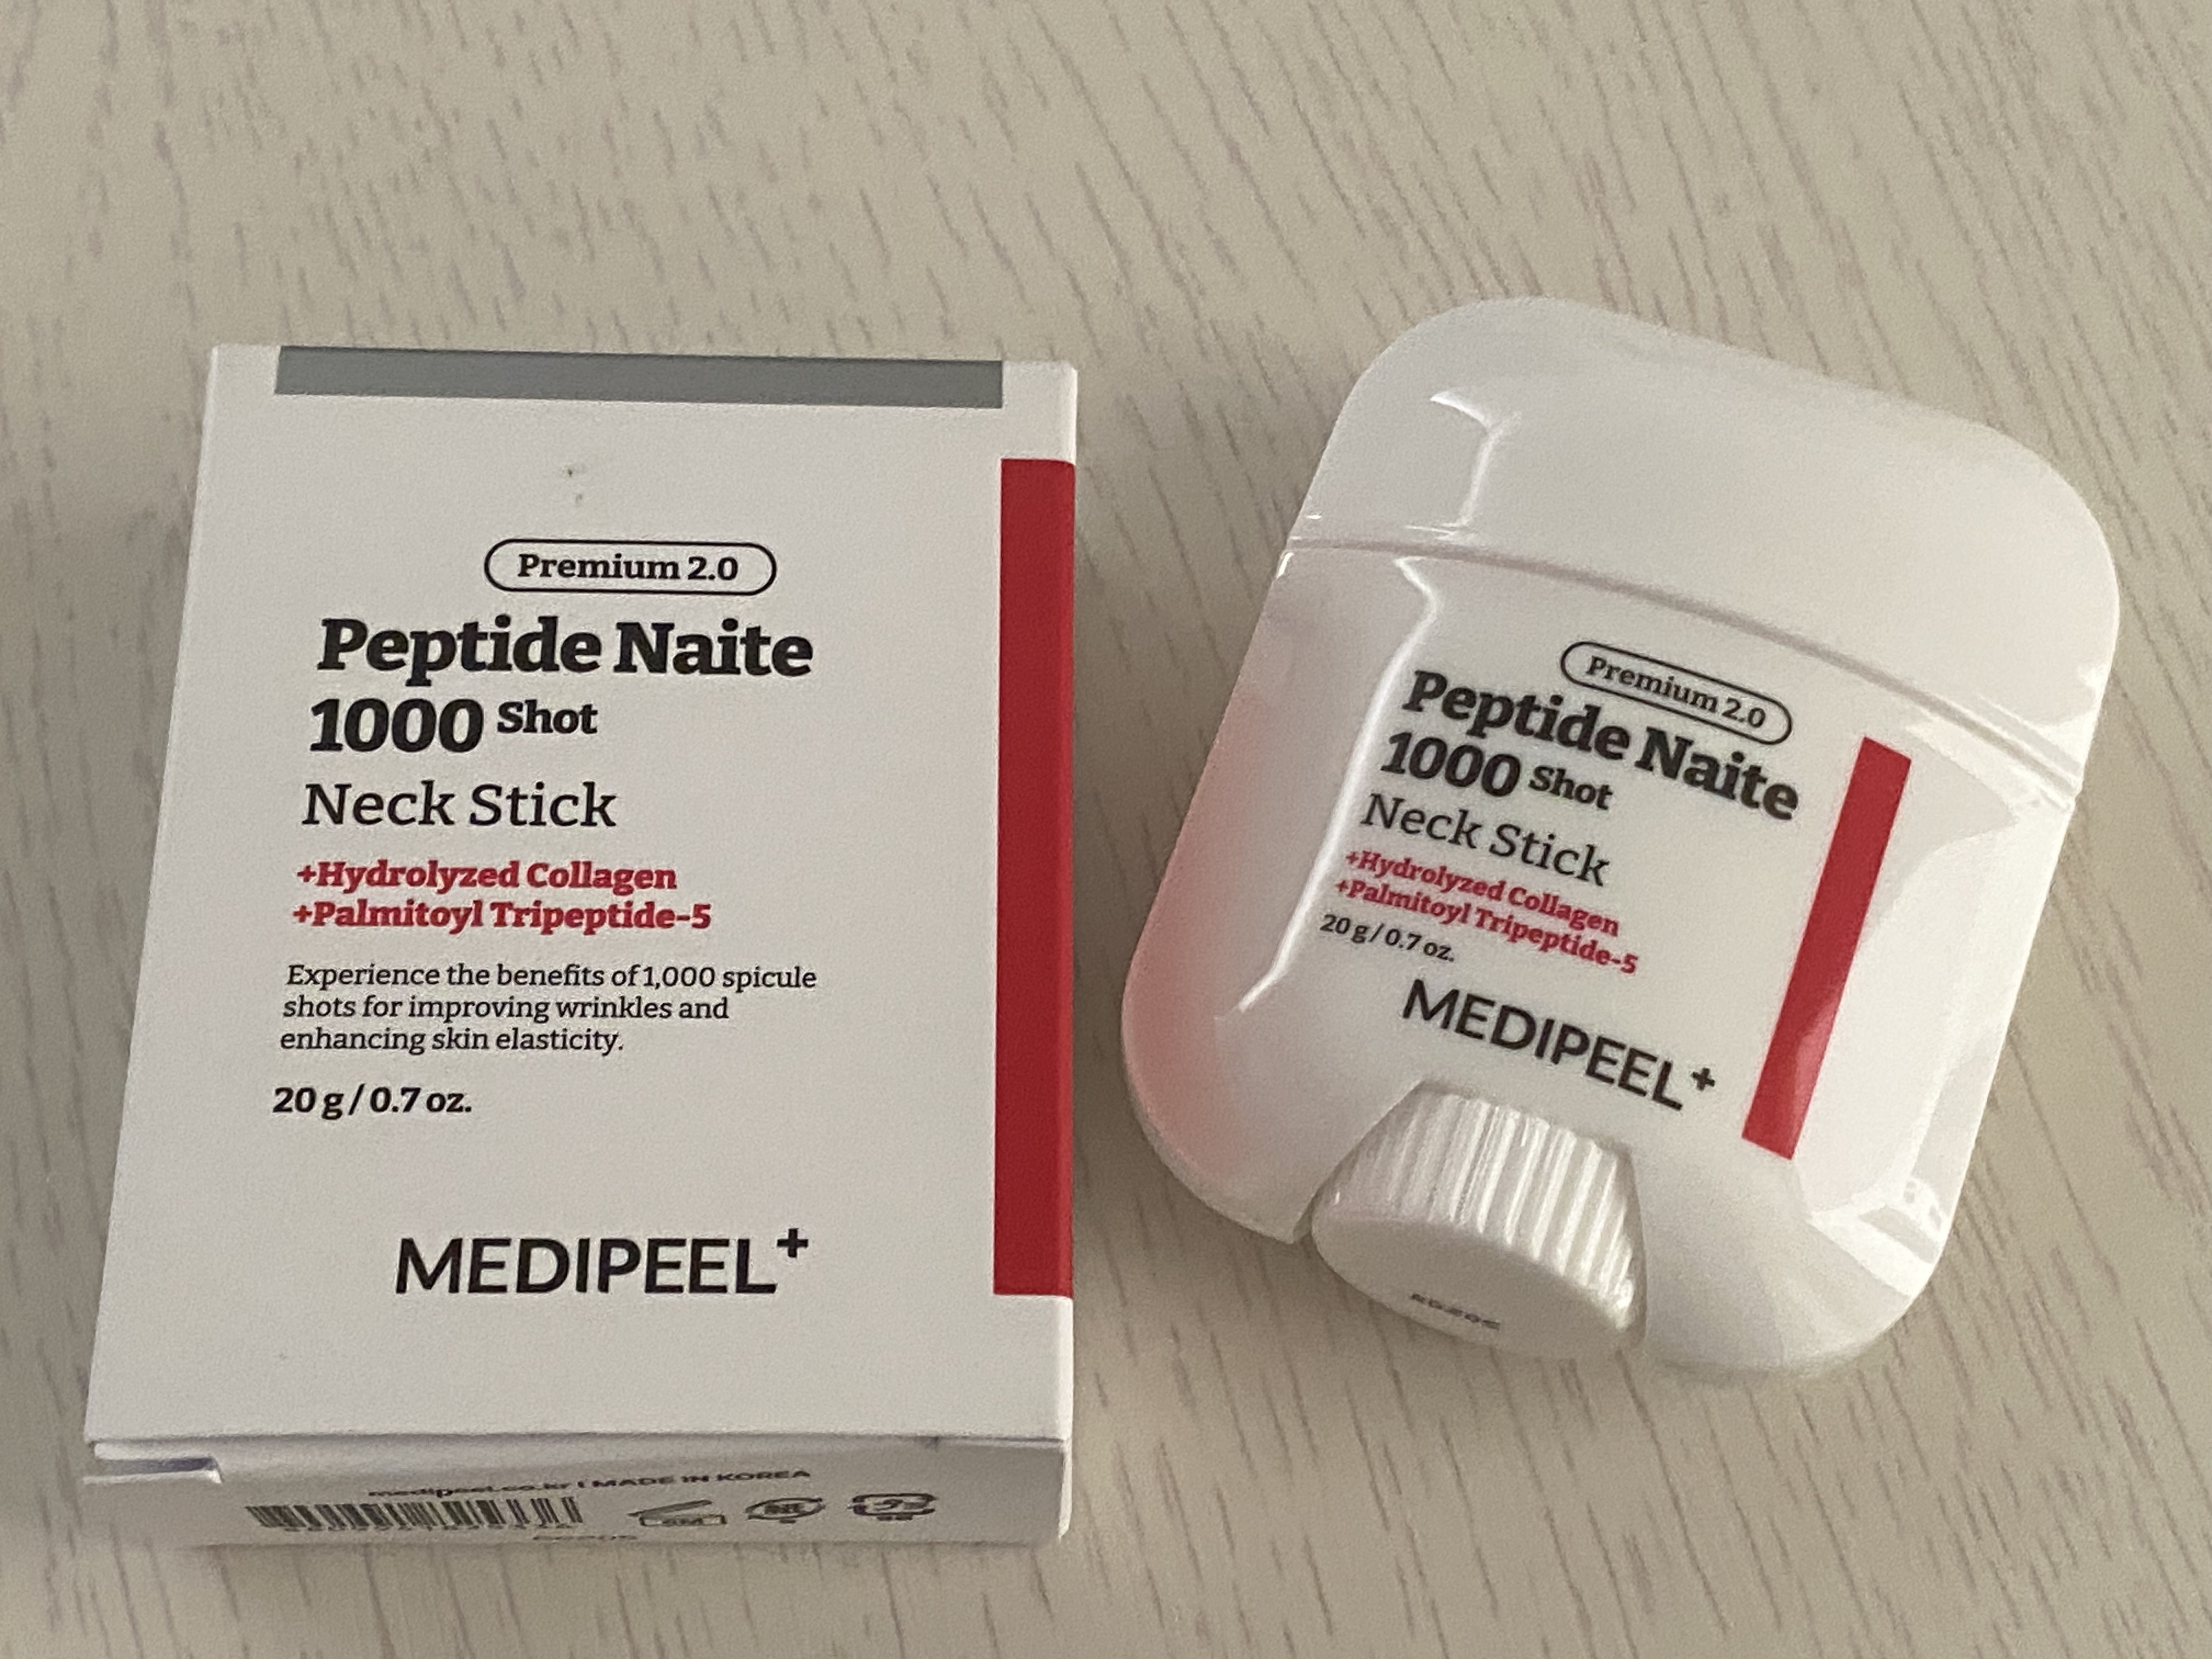 Premium 2.0
Peptide Naite
1000 Shot
Neck Stick
+Hydrolyzed Collagen
+Palmitoyl Tripeptide-5
Experience the benefits of 1,000 spicule
shots for improving wrinkles and
enhancing skin elasticity.
20 g / 0.7 oz.
MEDIPEEL+
medipeel.co.kr | MADE IN KOREA
Premium 2.0
Peptide Naite
1000 Shot
Neck Stick
+Hydrolyzed Collagen
+Palmitoyl Tripeptide-5
20 g / 0.7 oz.
MEDIPEEL+